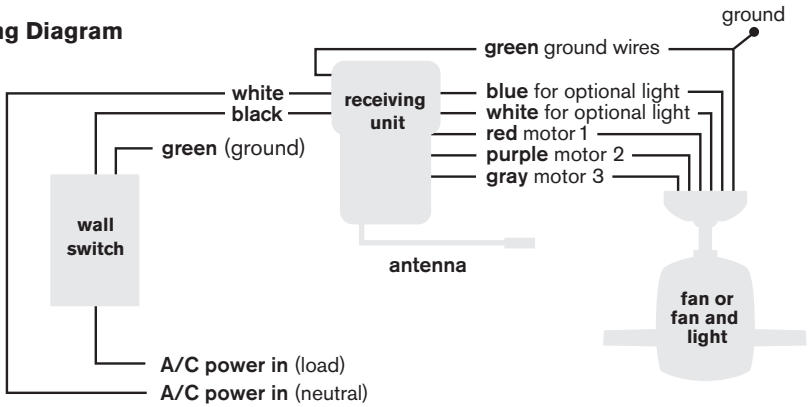 ng Diagram
ground
green ground wires
white
black
green (ground)
receiving
unit
blue for optional light
white for optional light
red motor 1
purple motor 2
gray motor 3
wall
switch
antenna
fan or
fan and
light
A/C power in (load)
A/C power in (neutral)